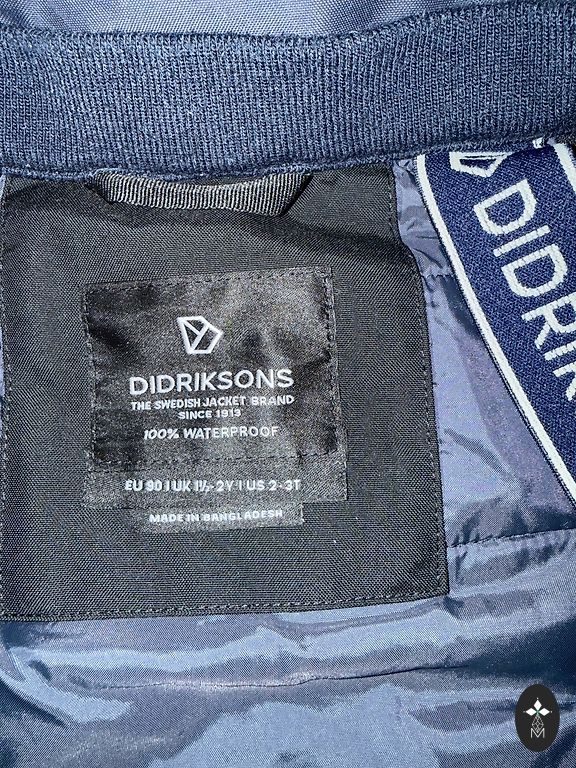 DIDRIKSONS
THE SWEDISH JACKET BRAND
SINCE 1913
100% WATERPROOF
EU 90 | UK 1½-2Y | US 2-3T
MADE IN BANGLADESH
DIDRIK
M